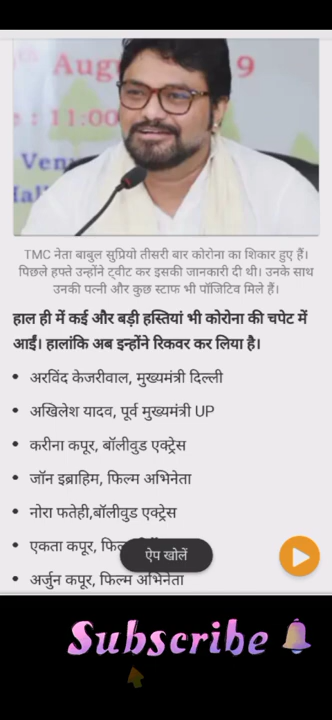 Aug 9
: 11:00
Ven
Hal
TMC नेता बाबुल सुप्रियो तीसरी बार कोरोना का शिकार हुए हैं।
पिछले हफ्ते उन्होंने ट्वीट कर इसकी जानकारी दी थी। उनके साथ
उनकी पत्नी और कुछ स्टाफ भी पॉजिटिव मिले हैं।
हाल ही में कई और बड़ी हस्तियां भी कोरोना की चपेट में
आईं। हालांकि अब इन्होंने रिकवर कर लिया है।
• अरविंद केजरीवाल, मुख्यमंत्री दिल्ली
• अखिलेश यादव, पूर्व मुख्यमंत्री UP
• करीना कपूर, बॉलीवुड एक्ट्रेस
• जॉन इब्राहिम, फिल्म अभिनेता
• नोरा फतेही,बॉलीवुड एक्ट्रेस
• एकता कपूर,
ऐप खोलें
• अर्जुन कपूर, फिल्म अभिनेता
Subscribe